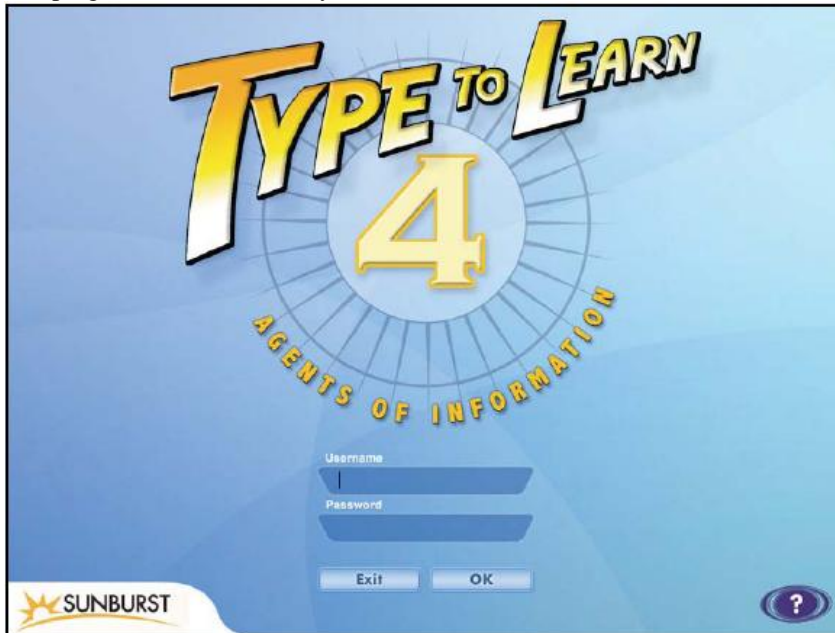 TYPE TO LEARN
4
AGENTS OF INFORMATION
Username
Password
Exit OK
SUNBURST
?